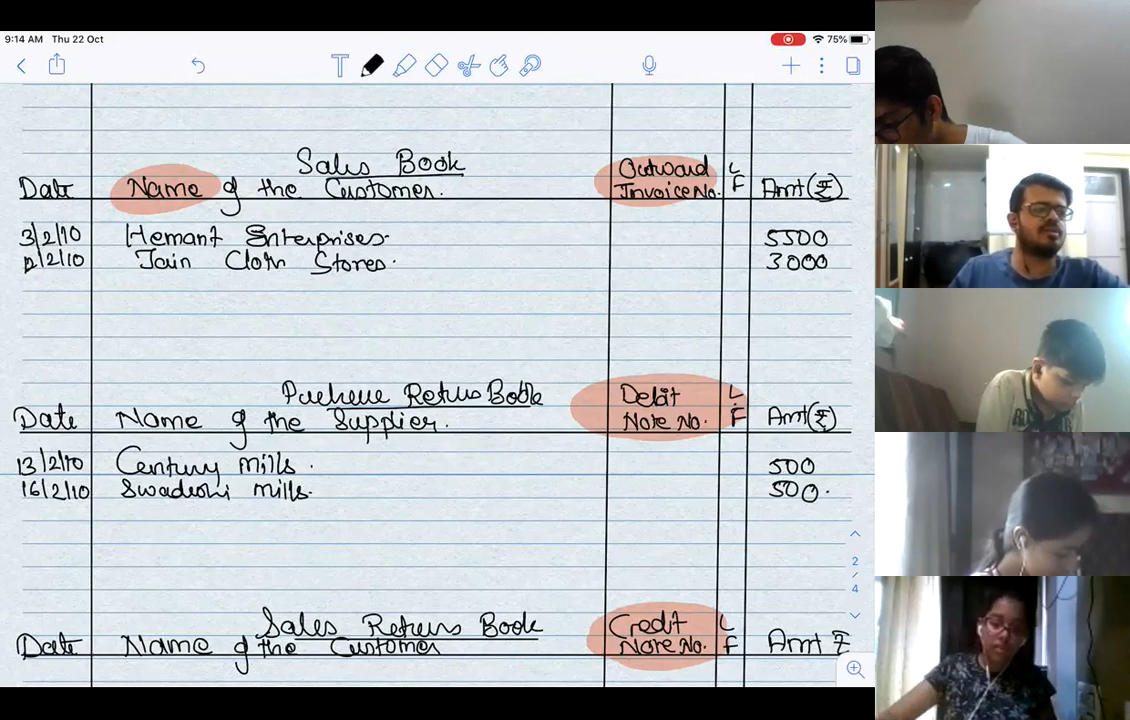 9:14 AM Thu 22 Oct
75%
Sales Book
Outward L
Date Name of the Customer. Invoice No. F Amt (₹)
3/2/10 Hemant Enterprises. 5500
/2/10 Jain Cloth Stores. 3000
Return Book
Debit L
Date Name of the Supplier. Note No. F Amt (₹)
13/2/10 Century mills. 500
16/2/10 Swadeshi mills. 500.
Sales Return Book
Credit L
Date Name of the Customer Note No. F Amt ₹
2
/
4